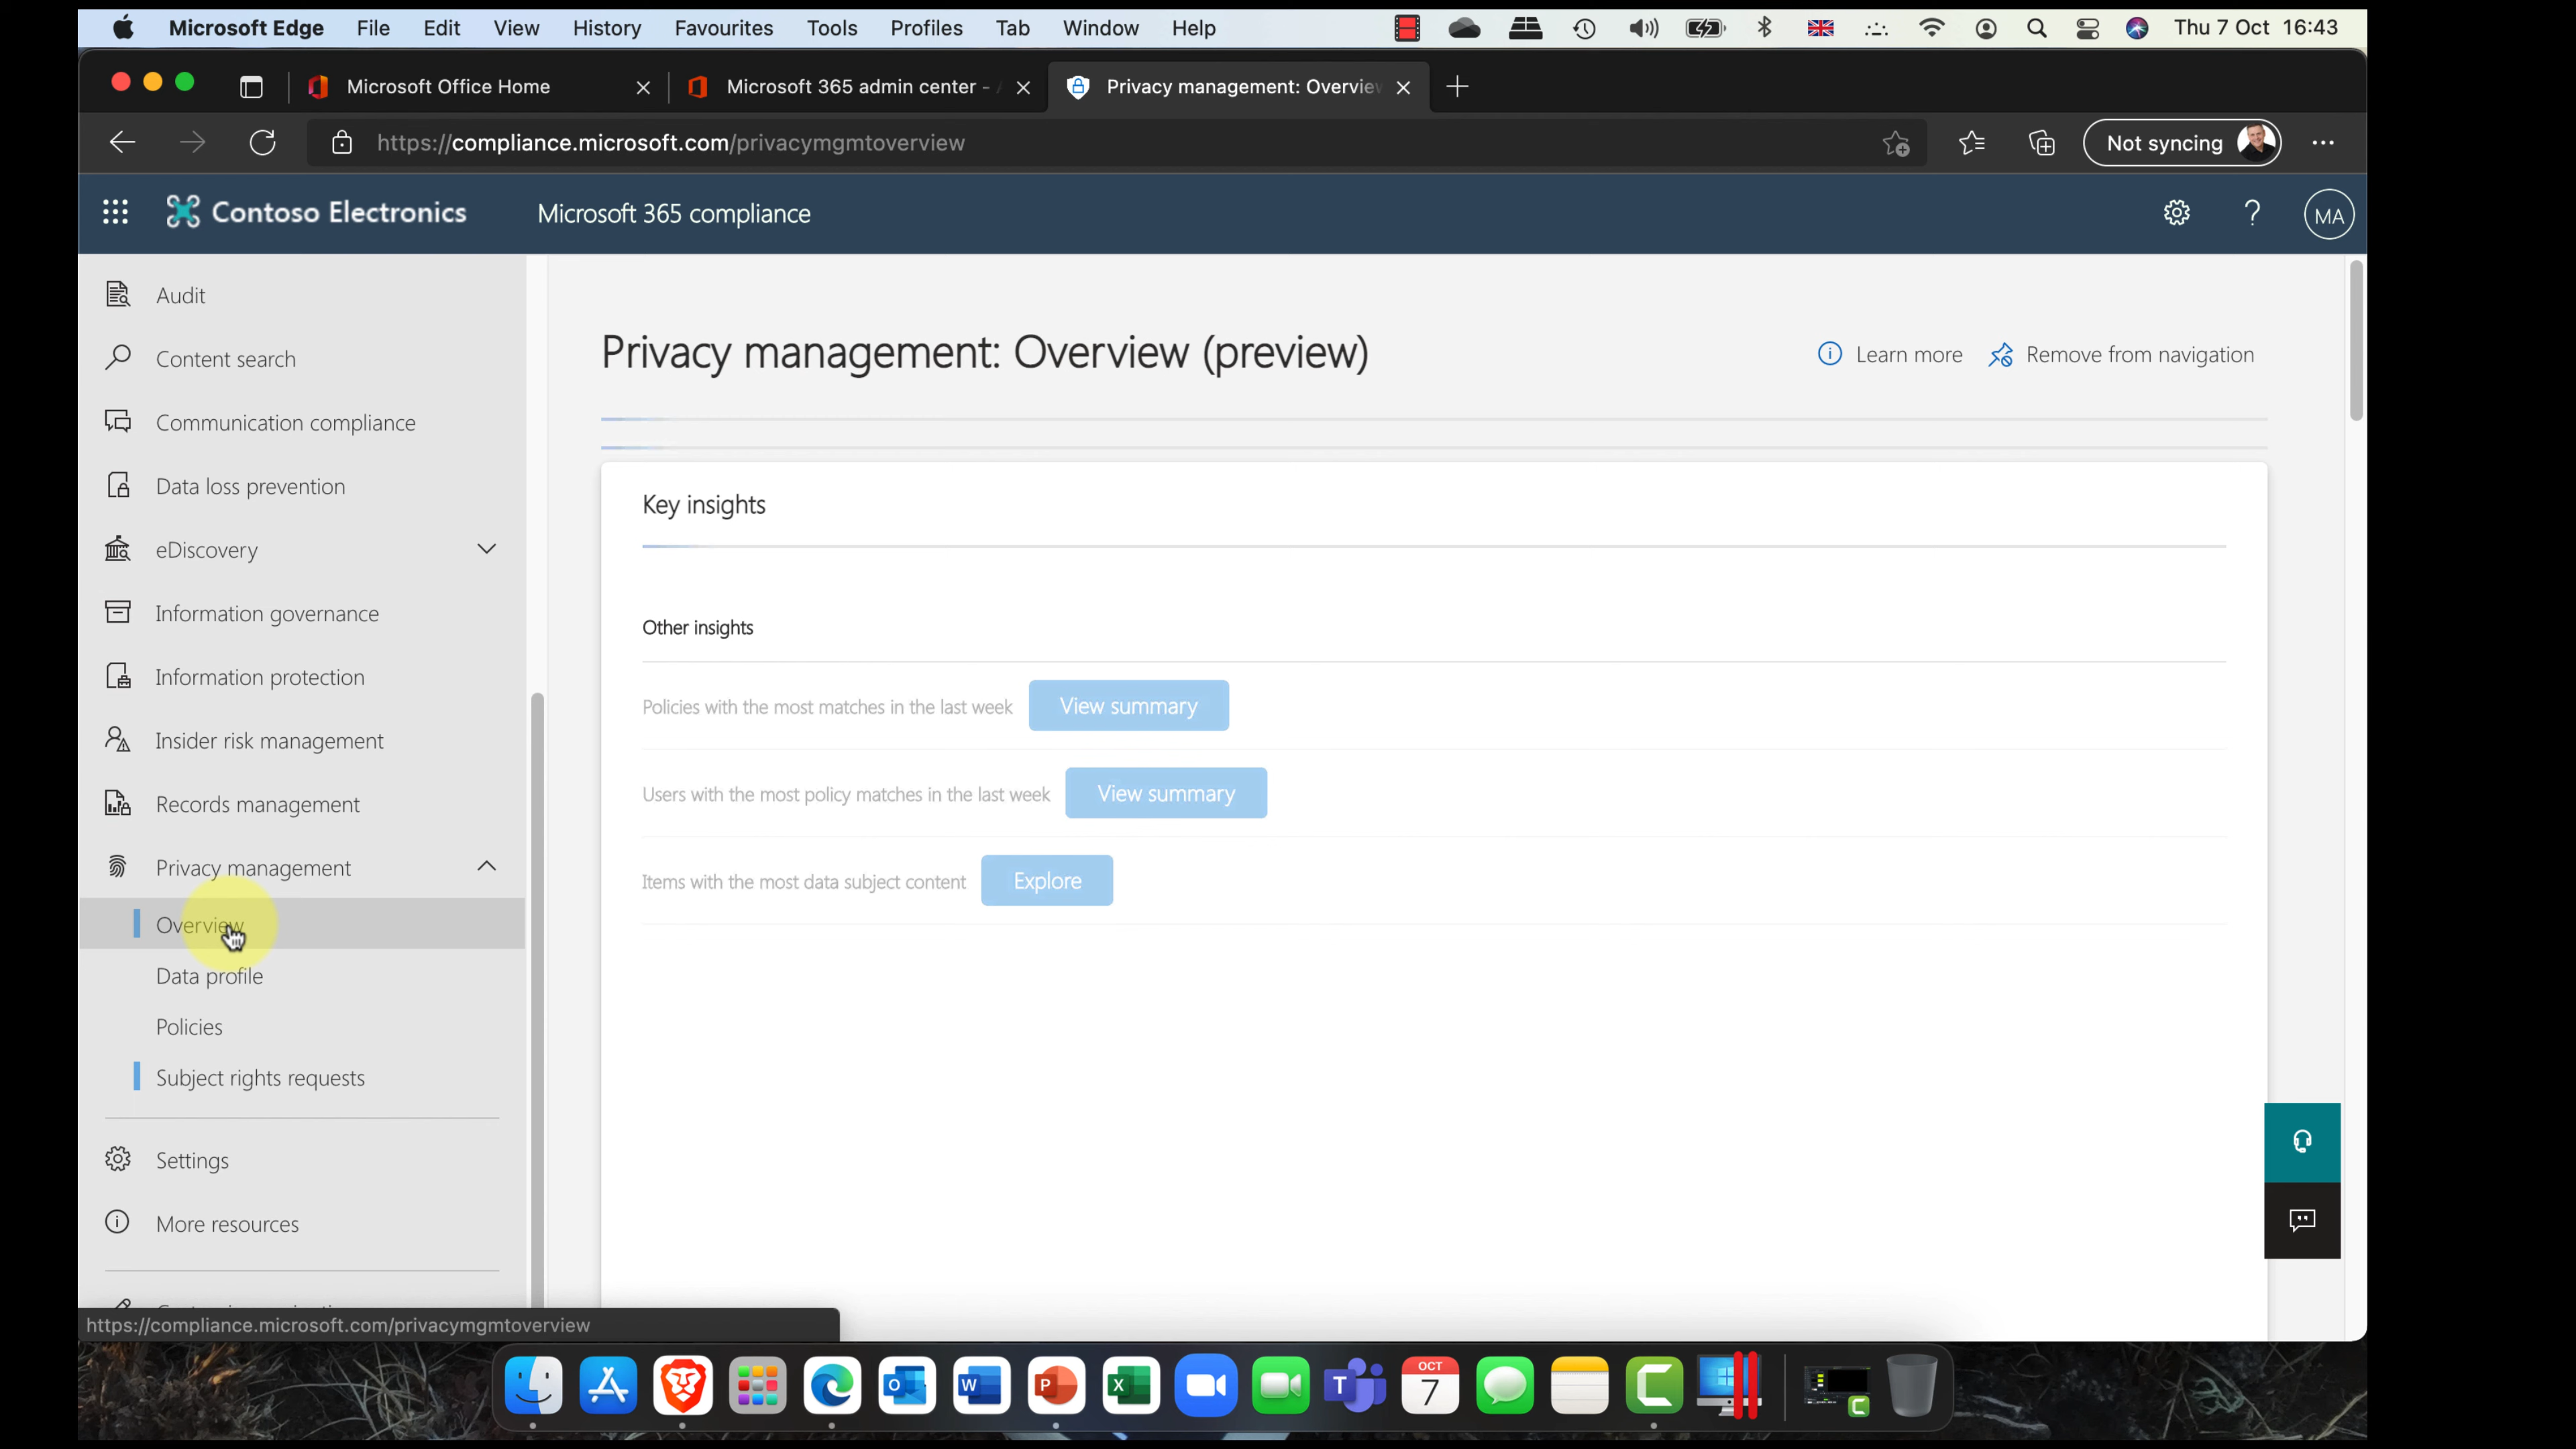 Microsoft Edge File Edit View History Favourites Tools Profiles Tab Window Help Thu 7 Oct 16:43
Microsoft Office Home
Microsoft 365 admin center - A
Privacy management: Overview
https://compliance.microsoft.com/privacymgmtoverview
Not syncing
Contoso Electronics
Microsoft 365 compliance
MA
Audit
Content search
Communication compliance
Data loss prevention
eDiscovery
Information governance
Information protection
Insider risk management
Records management
Privacy management
Overview
Data profile
Policies
Subject rights requests
Settings
More resources
Privacy management: Overview (preview)
Learn more
Remove from navigation
Key insights
Other insights
Policies with the most matches in the last week View summary
Users with the most policy matches in the last week View summary
Items with the most data subject content Explore
https://compliance.microsoft.com/privacymgmtoverview
OCT
7